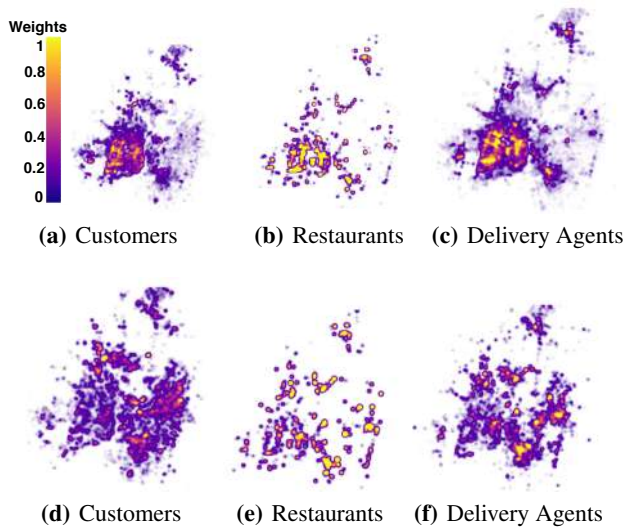 Weights
1
0.8
0.6
0.4
0.2
0
(a) Customers (b) Restaurants (c) Delivery Agents
(d) Customers (e) Restaurants (f) Delivery Agents